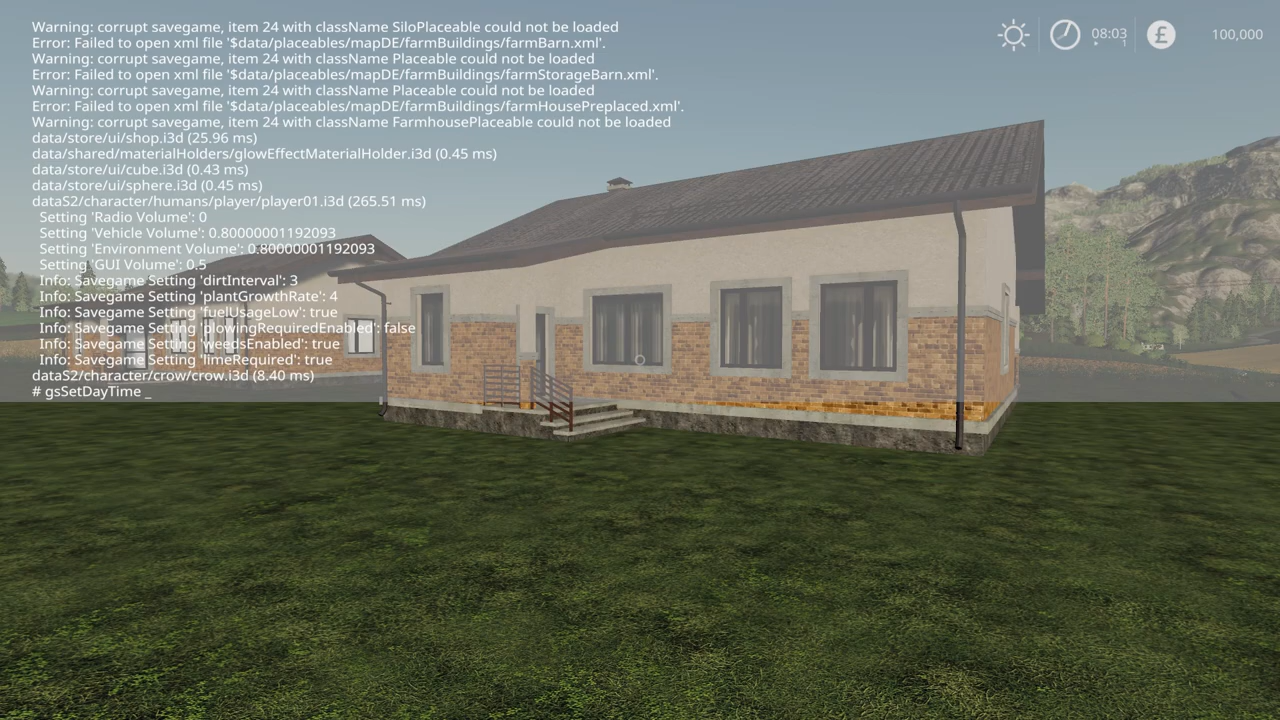 Warning: corrupt savegame, item 24 with className SiloPlaceable could not be loaded
Error: Failed to open xml file '$data/placeables/mapDE/farmBuildings/farmBarn.xml'.
Warning: corrupt savegame, item 24 with className Placeable could not be loaded
Error: Failed to open xml file '$data/placeables/mapDE/farmBuildings/farmStorageBarn.xml'.
Warning: corrupt savegame, item 24 with className Placeable could not be loaded
Error: Failed to open xml file '$data/placeables/mapDE/farmBuildings/farmHousePreplaced.xml'.
Warning: corrupt savegame, item 24 with className FarmhousePlaceable could not be loaded
data/store/ui/shop.i3d (25.96 ms)
data/shared/materialHolders/glowEffectMaterialHolder.i3d (0.45 ms)
data/store/ui/cube.i3d (0.43 ms)
data/store/ui/sphere.i3d (0.45 ms)
dataS2/character/humans/player/player01.i3d (265.51 ms)
Setting 'Radio Volume': 0
Setting 'Vehicle Volume': 0.80000001192093
Setting 'Environment Volume': 0.80000001192093
Setting 'GUI Volume': 0.5
Info: Savegame Setting 'dirtInterval': 3
Info: Savegame Setting 'plantGrowthRate': 4
Info: Savegame Setting 'fuelUsageLow': true
Info: Savegame Setting 'plowingRequiredEnabled': false
Info: Savegame Setting 'weedsEnabled': true
Info: Savegame Setting 'limeRequired': true
dataS2/character/crow/crow.i3d (8.40 ms)
# gsSetDayTime _
08:03
1
£
100,000